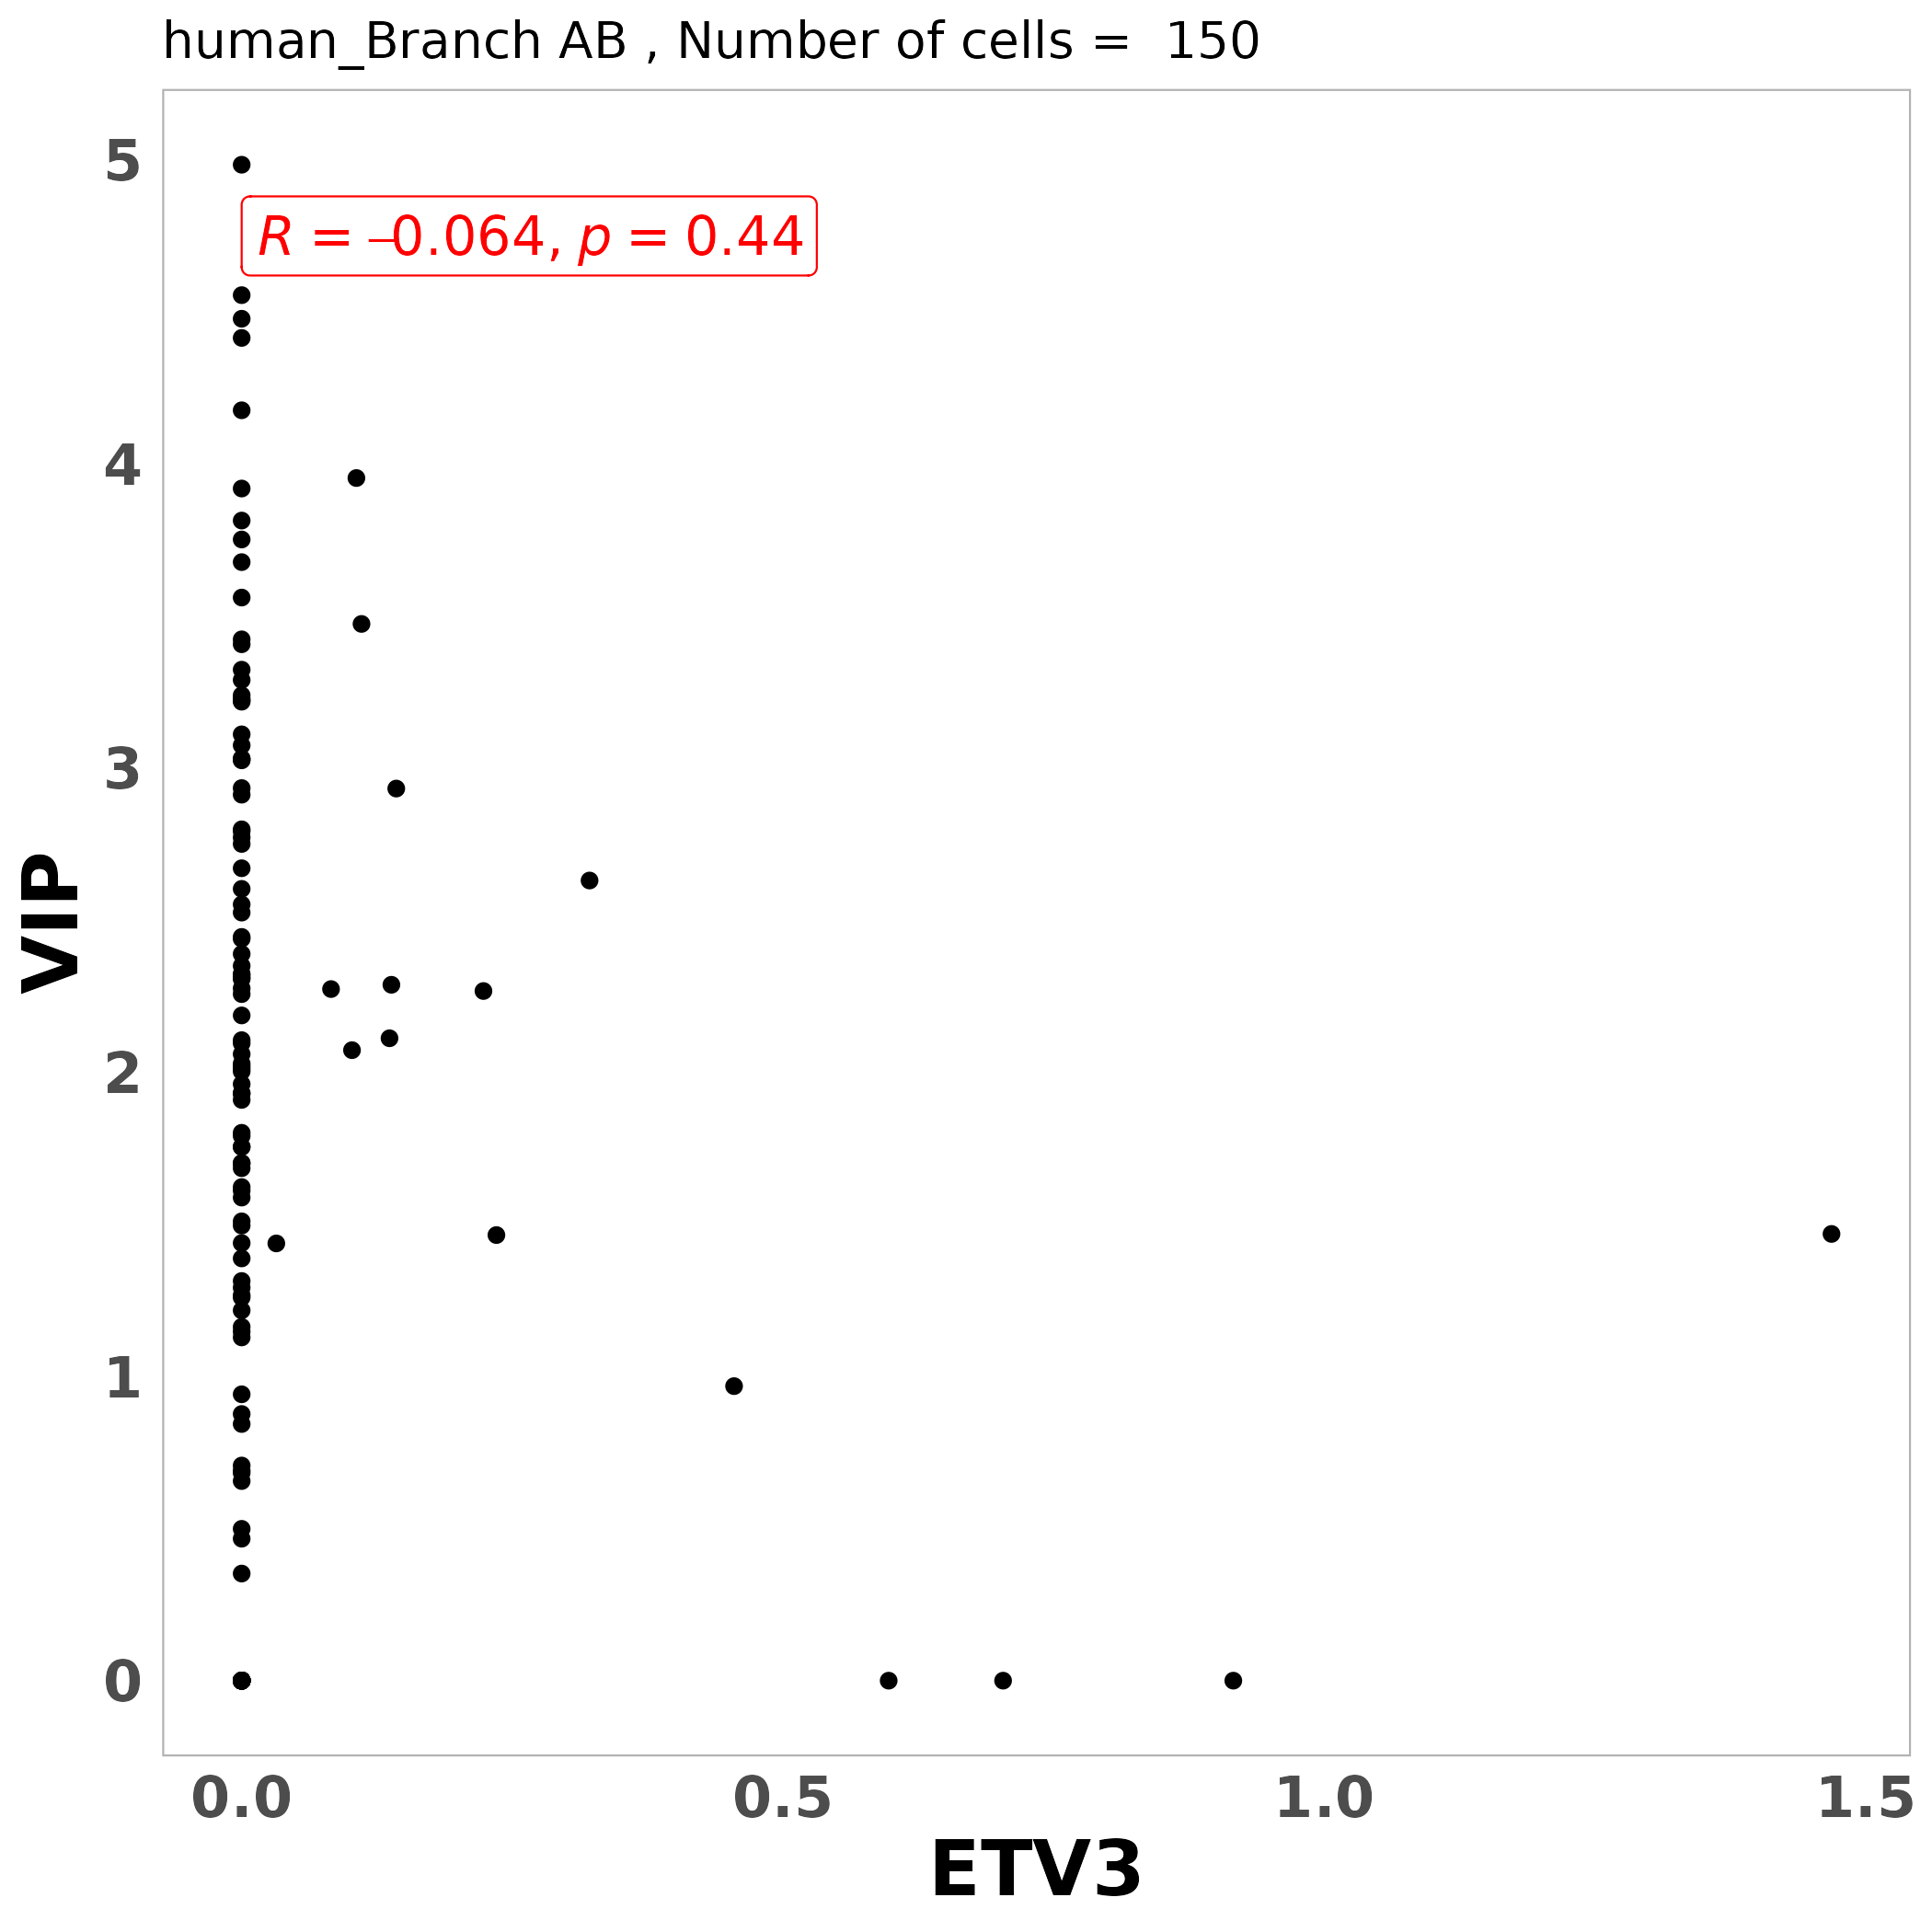 human_Branch AB , Number of cells =  150
5
R = –0.064, p = 0.44
4
3
2
1
0
VIP
0.0 0.5 1.0 1.5
ETV3